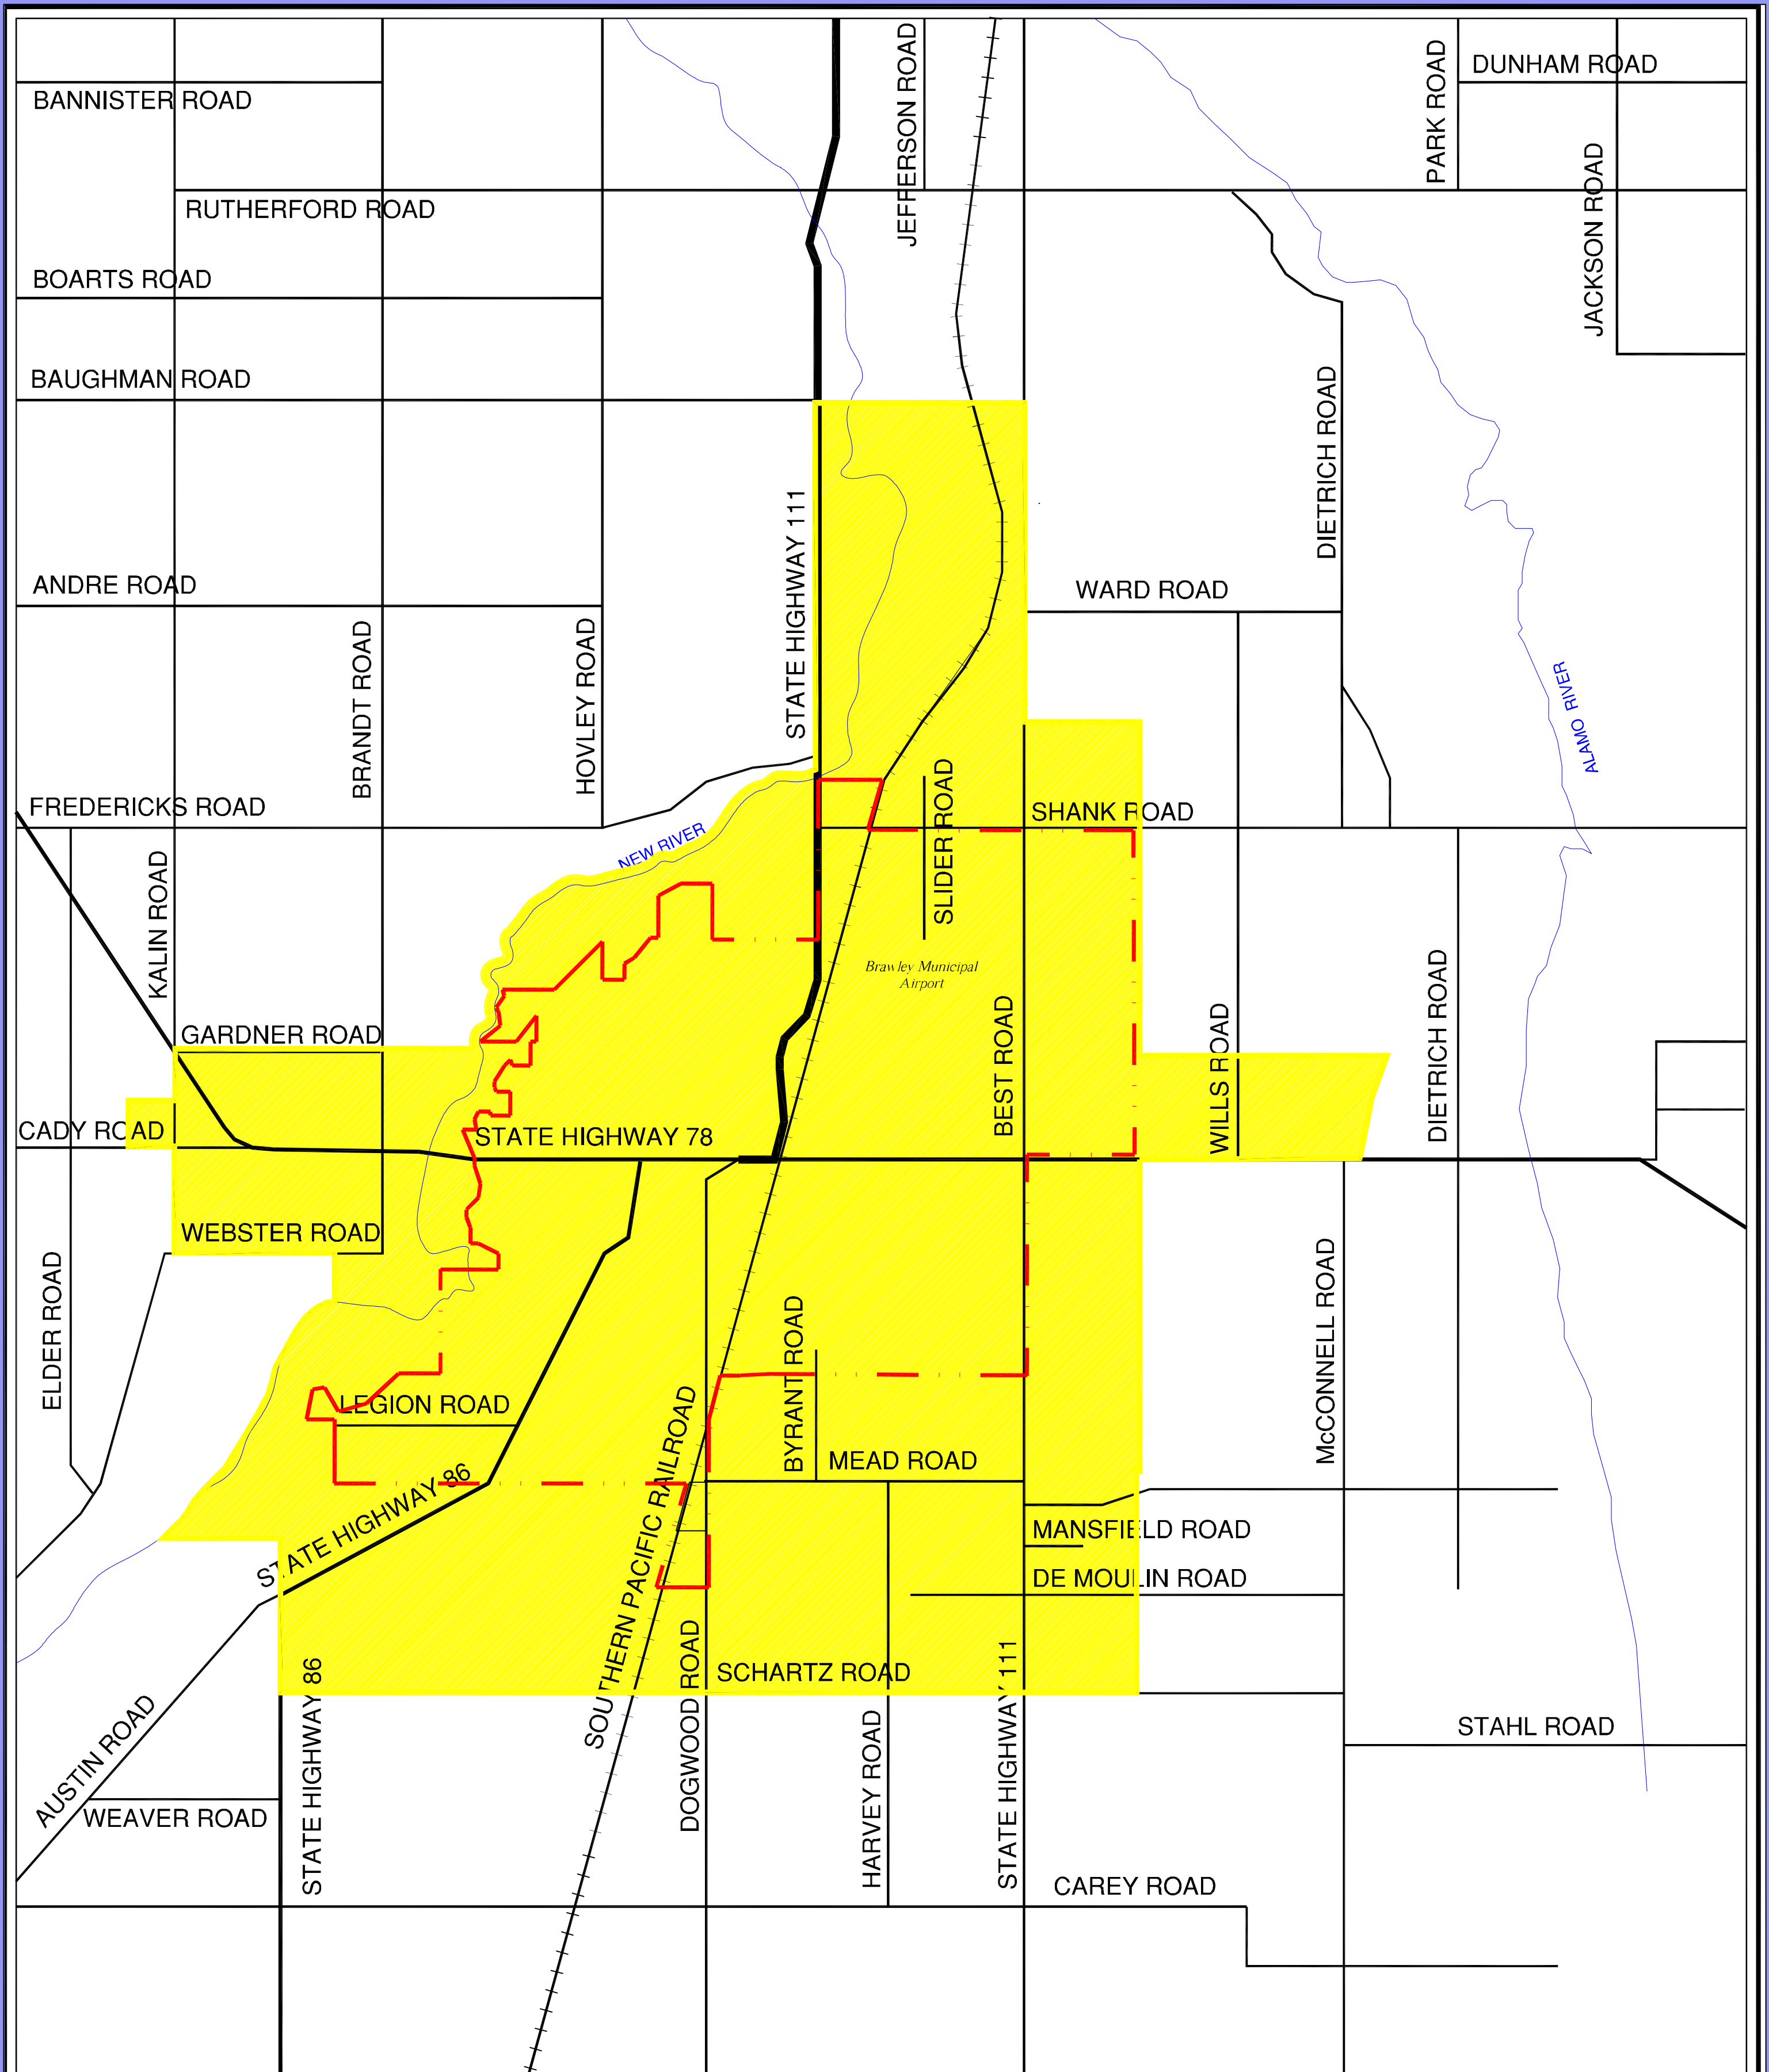 JEFFERSON ROAD
PARK ROAD
DUNHAM ROAD
BANNISTER ROAD
JACKSON ROAD
RUTHERFORD ROAD
BOARTS ROAD
BAUGHMAN ROAD
DIETRICH ROAD
STATE HIGHWAY 111
ANDRE ROAD
WARD ROAD
BRANDT ROAD
HOVLEY ROAD
ALAMO RIVER
SLIDER ROAD
FREDERICKS ROAD
SHANK ROAD
NEW RIVER
KALIN ROAD
Brawley Municipal
Airport
DIETRICH ROAD
BEST ROAD
WILLS ROAD
GARDNER ROAD
CADY ROAD
STATE HIGHWAY 78
WEBSTER ROAD
ELDER ROAD
McCONNELL ROAD
BYRANT ROAD
LEGION ROAD
MEAD ROAD
STATE HIGHWAY 86
SOUTHERN PACIFIC RAILROAD
MANSFIELD ROAD
DE MOULIN ROAD
SCHARTZ ROAD
DOGWOOD ROAD
STATE HIGHWAY 86
STATE HIGHWAY 111
AUSTIN ROAD
STAHL ROAD
HARVEY ROAD
WEAVER ROAD
CAREY ROAD